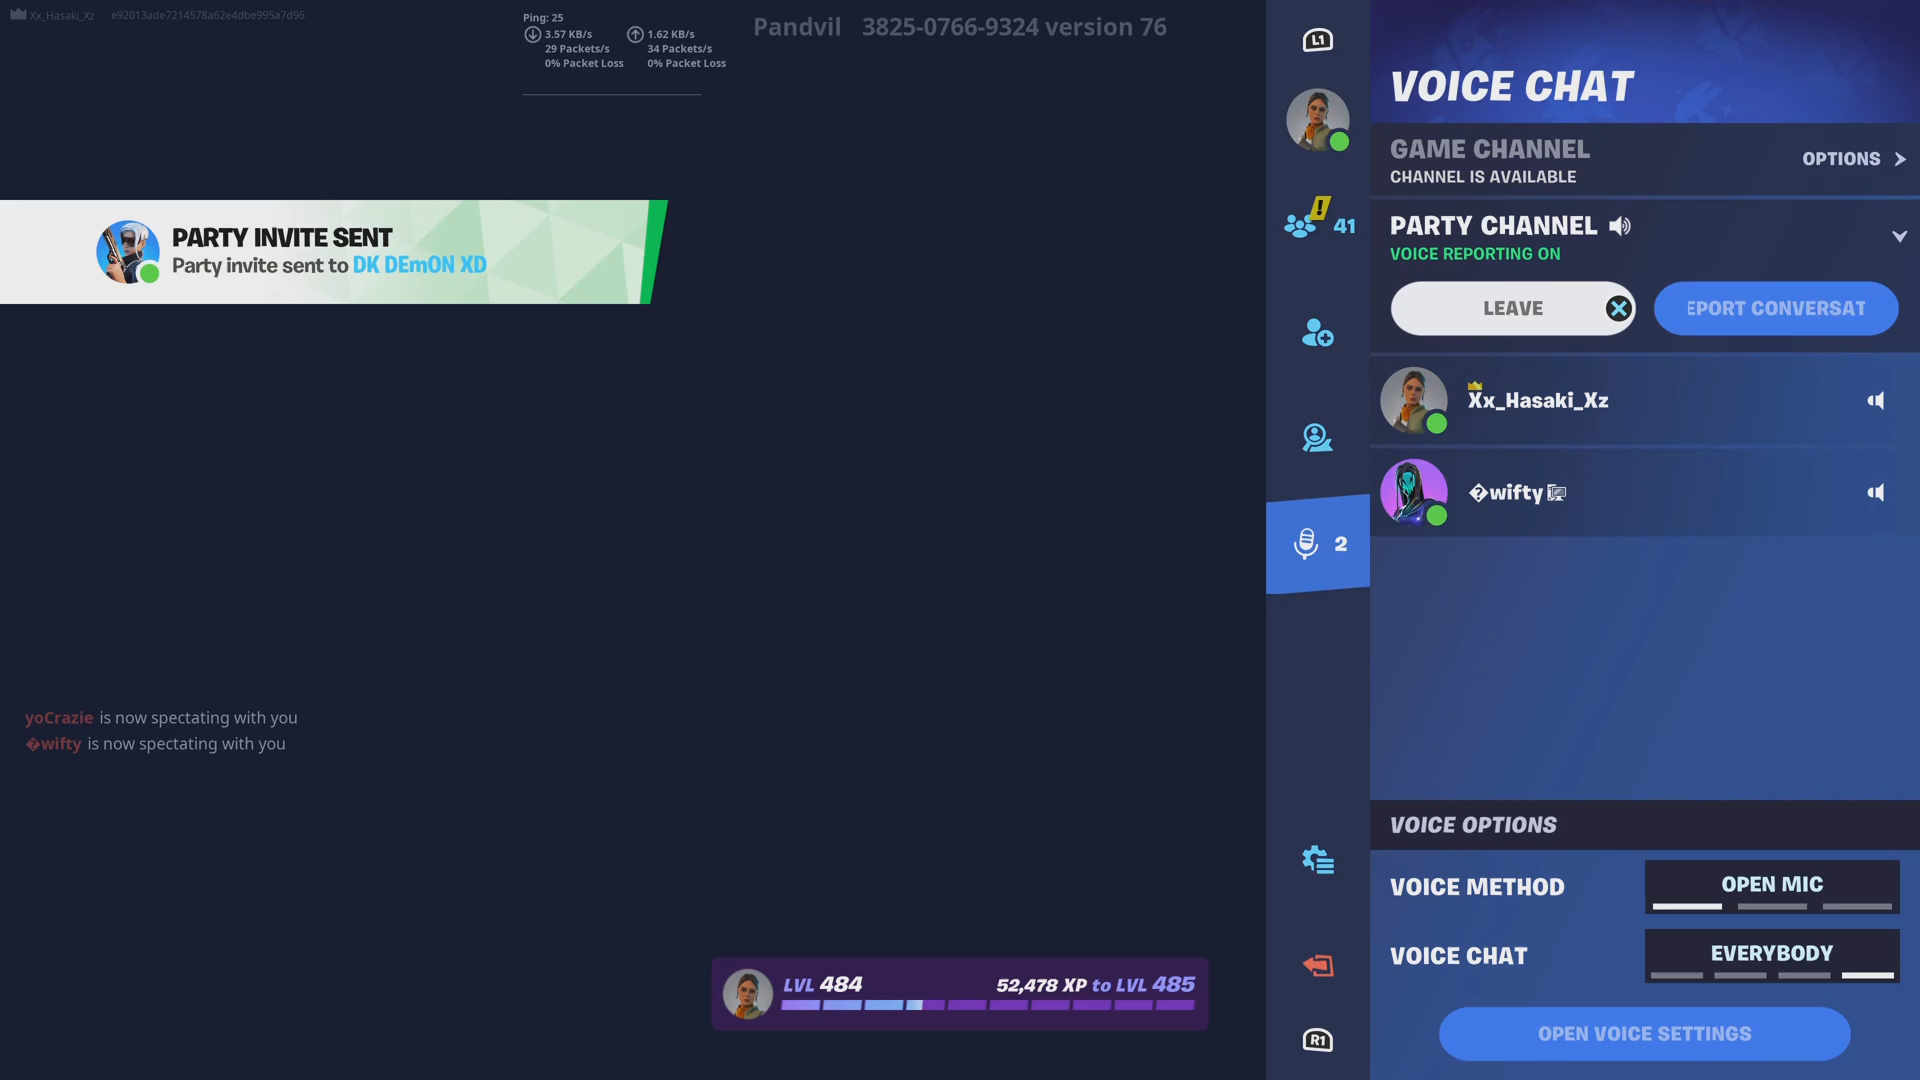 Xx_Hasaki_Xz e92013ade7214578a62e4dbe995a7d96
Ping: 25
3.57 KB/s 1.62 KB/s
29 Packets/s 34 Packets/s
0% Packet Loss 0% Packet Loss
Pandvil 3825-0766-9324 version 76
PARTY INVITE SENT
Party invite sent to DK DEmON XD
yoCrazie is now spectating with you
�wifty is now spectating with you
LVL 484 52,478 XP to LVL 485
L1
! 41
2
R1
VOICE CHAT
GAME CHANNEL
CHANNEL IS AVAILABLE
OPTIONS
PARTY CHANNEL
VOICE REPORTING ON
LEAVE EPORT CONVERSAT
Xx_Hasaki_Xz
�wifty
VOICE OPTIONS
VOICE METHOD OPEN MIC
VOICE CHAT EVERYBODY
OPEN VOICE SETTINGS